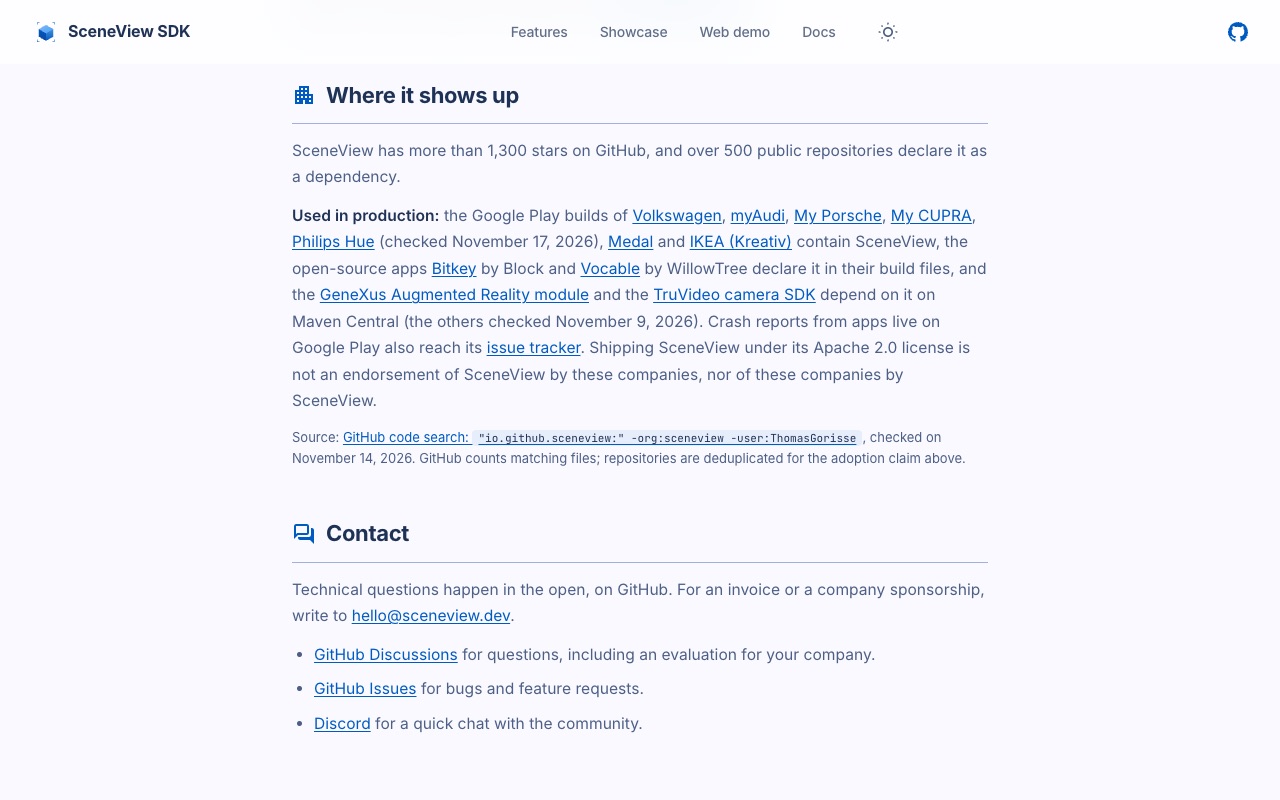 SceneView SDK
Features
Showcase
Web demo
Docs
Where it shows up
SceneView has more than 1,300 stars on GitHub, and over 500 public repositories declare it as
a dependency.
Used in production: the Google Play builds of Volkswagen, myAudi, My Porsche, My CUPRA,
Philips Hue (checked November 17, 2026), Medal and IKEA (Kreativ) contain SceneView, the
open-source apps Bitkey by Block and Vocable by WillowTree declare it in their build files, and
the GeneXus Augmented Reality module and the TruVideo camera SDK depend on it on
Maven Central (the others checked November 9, 2026). Crash reports from apps live on
Google Play also reach its issue tracker. Shipping SceneView under its Apache 2.0 license is
not an endorsement of SceneView by these companies, nor of these companies by
SceneView.
Source: GitHub code search: "io.github.sceneview:" -org:sceneview -user:ThomasGorisse , checked on
November 14, 2026. GitHub counts matching files; repositories are deduplicated for the adoption claim above.
Contact
Technical questions happen in the open, on GitHub. For an invoice or a company sponsorship,
write to hello@sceneview.dev.
• GitHub Discussions for questions, including an evaluation for your company.
• GitHub Issues for bugs and feature requests.
• Discord for a quick chat with the community.